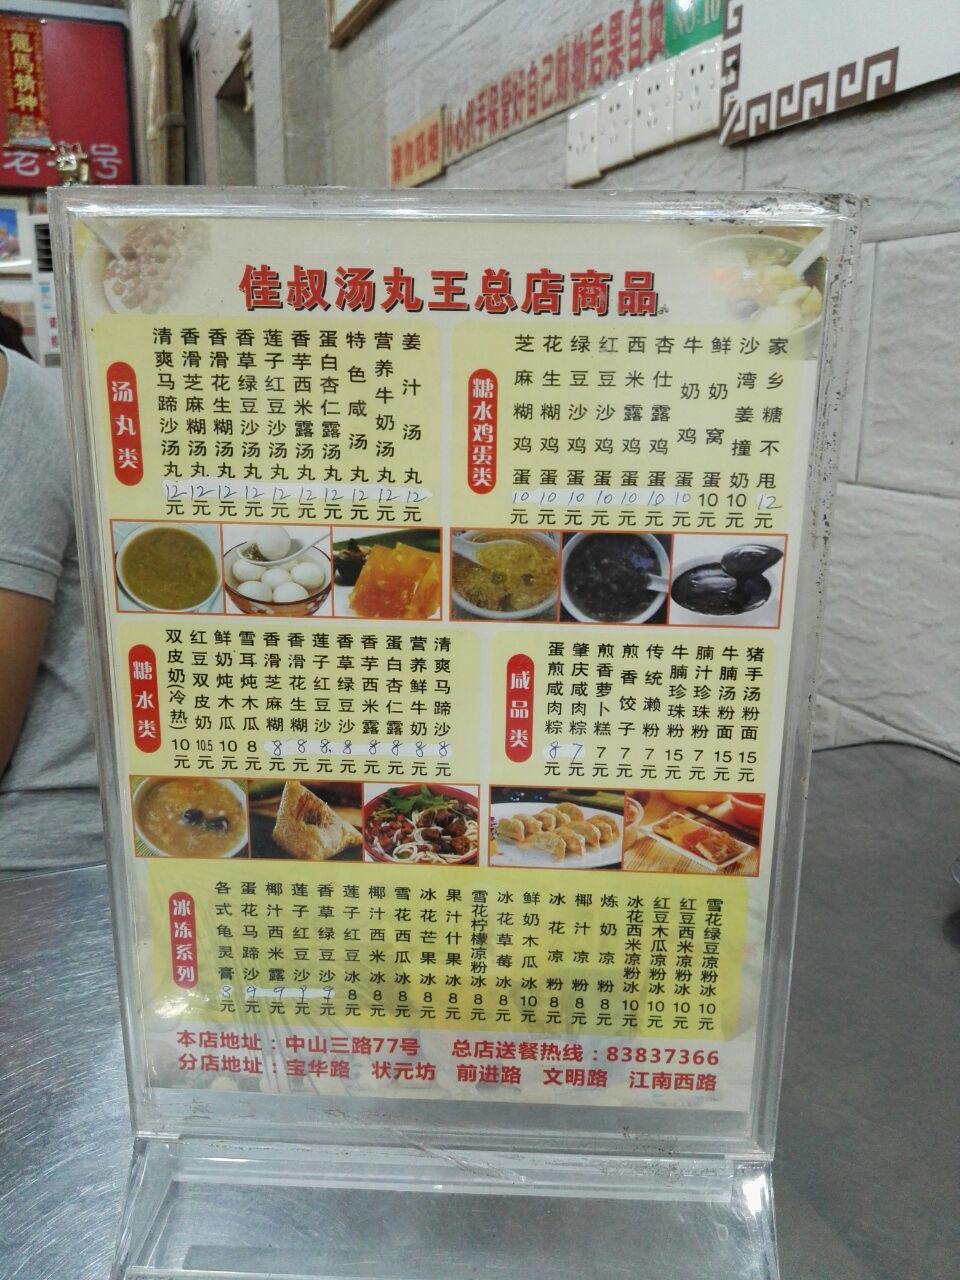 龍馬精神
老 号
请勿吸烟
小心扒手保管好自己财物后果自负
NO:10
佳叔汤丸王总店商品
汤丸类
清爽马蹄沙汤丸 12元
香滑芝麻糊汤丸 12元
香滑花生糊汤丸 12元
香草绿豆沙汤丸 12元
莲子红豆沙汤丸 12元
香芋西米露汤丸 12元
蛋白杏仁露汤丸 12元
特色咸汤丸 12元
营养牛奶汤丸 12元
姜汁汤丸 12元
糖水鸡蛋类
芝麻糊鸡蛋 10元
花生糊鸡蛋 10元
绿豆沙鸡蛋 10元
红豆沙鸡蛋 10元
西米露鸡蛋 10元
杏仕露鸡蛋 10元
牛奶鸡蛋 10元
鲜奶窝蛋 10元
沙湾姜撞奶 10元
家乡糖不甩 12元
糖水类
双皮奶(冷热) 10元
红豆双皮奶 10.5元
鲜奶炖木瓜 10元
雪耳炖木瓜 8元
香滑芝麻糊 8元
香滑花生糊 8元
莲子红豆沙 8元
香草绿豆沙 8元
香芋西米露 8元
蛋白杏仁露 8元
营养鲜牛奶 8元
清爽马蹄沙 8元
咸品类
蛋煎咸肉粽 8元
肇庆咸肉粽 7元
煎香萝卜糕 7元
煎香饺子 7元
传统濑粉 7元
牛腩珍珠粉 15元
腩汁珍珠粉 7元
牛腩汤粉面 15元
猪手汤粉面 15元
冰冻系列
各式龟灵膏 8元
蛋花马蹄沙 9元
椰汁西米露 9元
莲子红豆沙 9元
香草绿豆沙 9元
莲子红豆冰 8元
椰汁西米冰 8元
雪花西瓜冰 8元
冰花芒果冰 8元
果汁什果冰 8元
雪花柠檬凉粉冰 8元
冰花草莓冰 8元
鲜奶木瓜冰 10元
冰花凉粉 8元
椰汁凉粉 8元
炼奶凉粉 8元
冰花西米凉粉冰 10元
红豆木瓜凉粉冰 10元
红豆西米凉粉冰 10元
雪花绿豆凉粉冰 10元
本店地址：中山三路77号 总店送餐热线：83837366
分店地址：宝华路 状元坊 前进路 文明路 江南西路